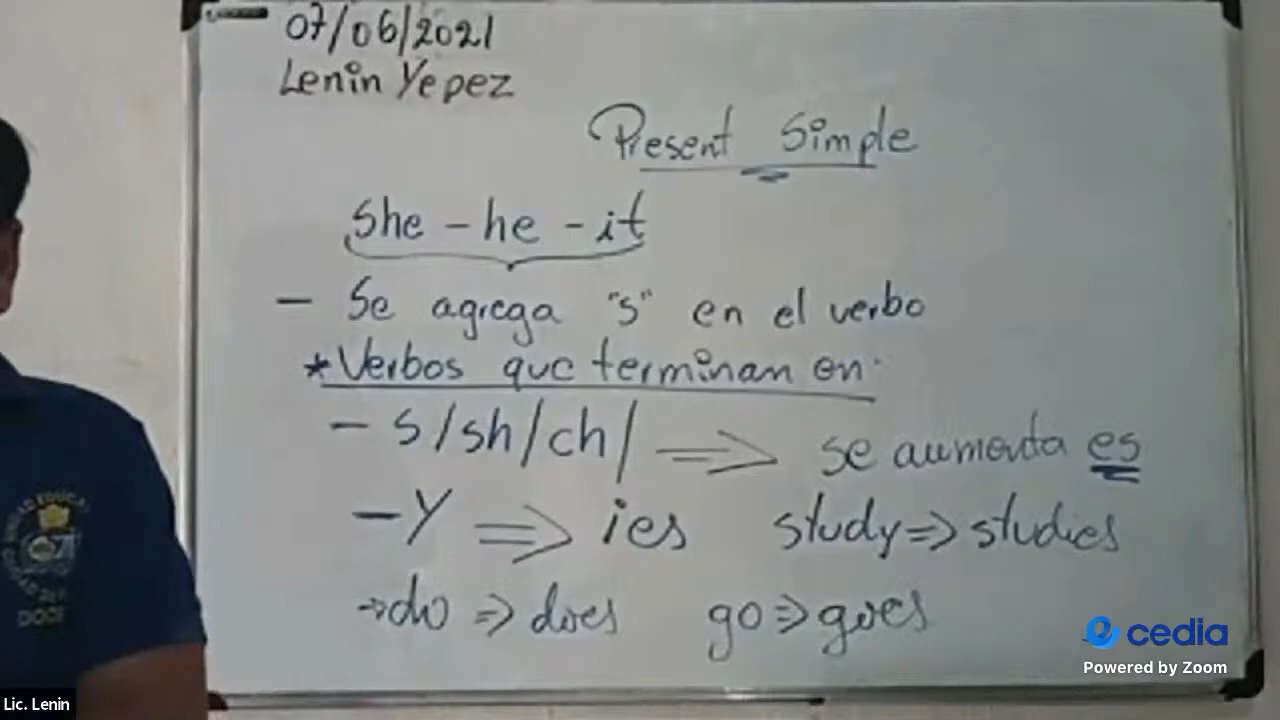 07/06/2021
Lenin Yepez
Present Simple
She - he - it
- Se agrega "s" en el verbo
* Verbos que terminan en:
- s/sh/ch/ => se aumenta es
- Y => ies study => studies
→ do => does go => goes
cedia
Powered by Zoom
DOCE
Lic. Lenin